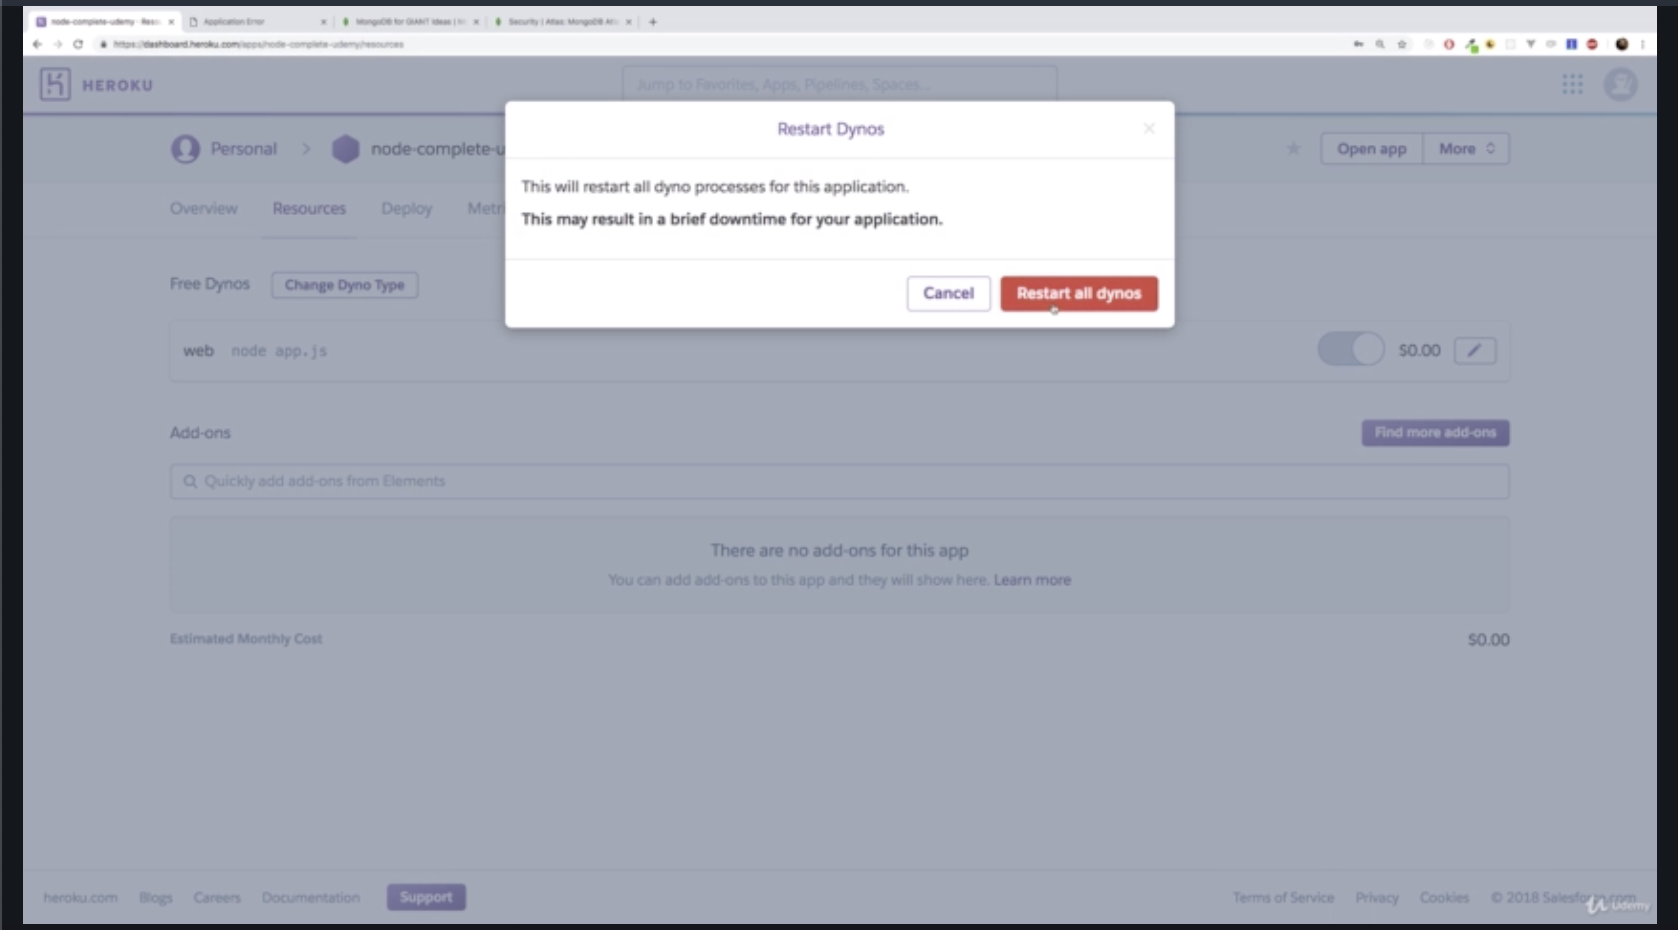 node-complete-udemy · Reso
Application Error
MongoDB for GIANT Ideas | M
Security | Atlas: MongoDB Atl
https://dashboard.heroku.com/apps/node-complete-udemy/resources
HEROKU
Jump to Favorites, Apps, Pipelines, Spaces...
Restart Dynos
Personal > node-complete-u
Open app
More
This will restart all dyno processes for this application.
This may result in a brief downtime for your application.
Overview
Resources
Deploy
Metri
Cancel
Restart all dynos
Free Dynos
Change Dyno Type
web node app.js
$0.00
Add-ons
Find more add-ons
Quickly add add-ons from Elements
There are no add-ons for this app
You can add add-ons to this app and they will show here. Learn more
Estimated Monthly Cost
$0.00
heroku.com
Blogs
Careers
Documentation
Support
Terms of Service
Privacy
Cookies
© 2018 Salesforce.com
Udemy